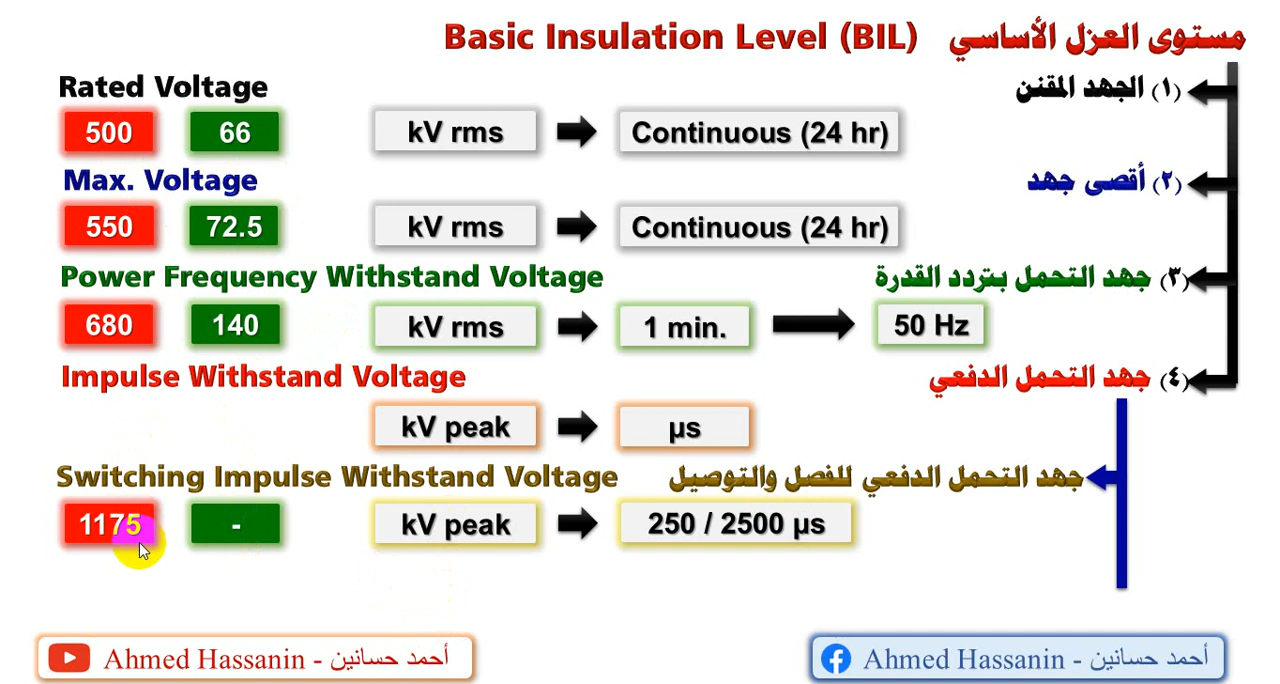 Basic Insulation Level (BIL) مستوى العزل الأساسي
Rated Voltage (١) الجهد المقنن
500 66 kV rms Continuous (24 hr)
Max. Voltage (٢) أقصى جهد
550 72.5 kV rms Continuous (24 hr)
Power Frequency Withstand Voltage (٣) جهد التحمل بتردد القدرة
680 140 kV rms 1 min. 50 Hz
Impulse Withstand Voltage (٤) جهد التحمل الدفعي
kV peak µs
Switching Impulse Withstand Voltage جهد التحمل الدفعي للفصل والتوصيل
1175 - kV peak 250 / 2500 µs
Ahmed Hassanin - أحمد حسانين Ahmed Hassanin - أحمد حسانين